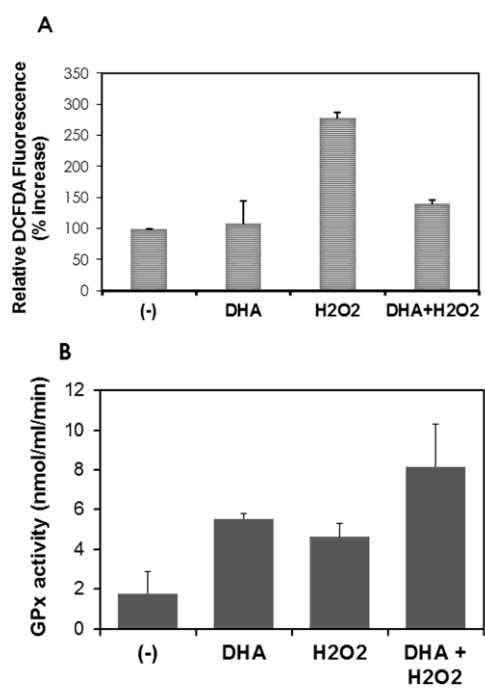 A
Relative DCFDA Fluorescence
(% increase)
350
300
250
200
150
100
50
0
(-)
DHA
H2O2
DHA+H2O2
B
GPx activity (nmol/ml/min)
12
10
8
6
4
2
0
(-)
DHA
H2O2
DHA +
H2O2